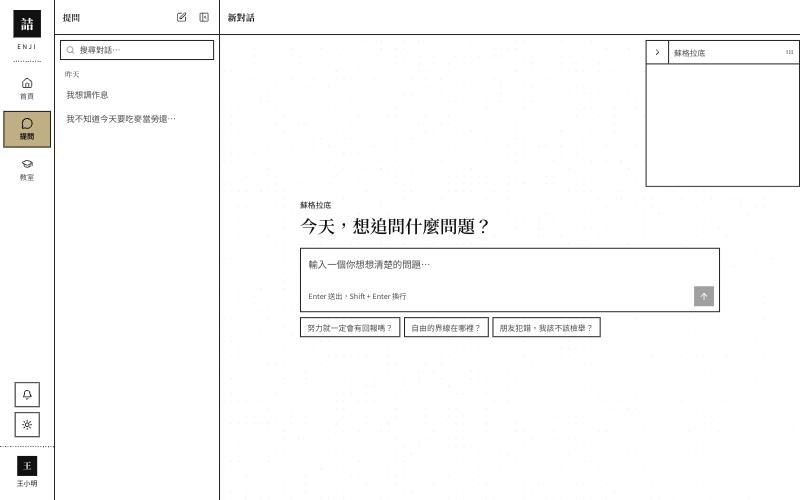 詰
ENJI
首頁
提問
教室
王
王小明
提問
搜尋對話⋯
昨天
我想調作息
我不知道今天要吃麥當勞還⋯
新對話
蘇格拉底
蘇格拉底
今天，想追問什麼問題？
輸入一個你想想清楚的問題⋯
Enter 送出，Shift + Enter 換行
努力就一定會有回報嗎？
自由的界線在哪裡？
朋友犯錯，我該不該檢舉？